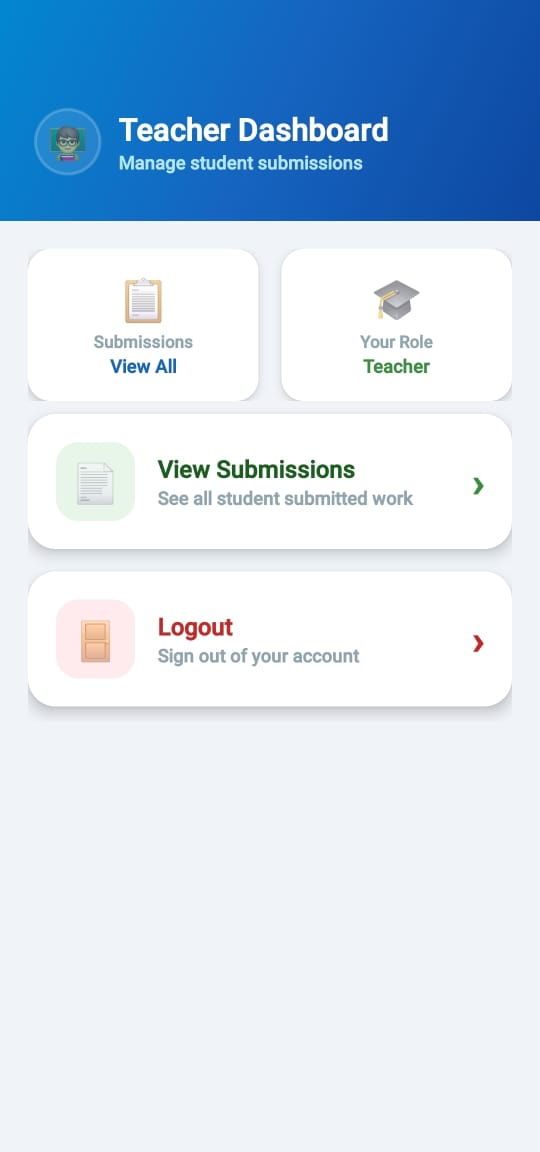 Teacher Dashboard
Manage student submissions
Submissions
View All
Your Role
Teacher
View Submissions
See all student submitted work
›
Logout
Sign out of your account
›